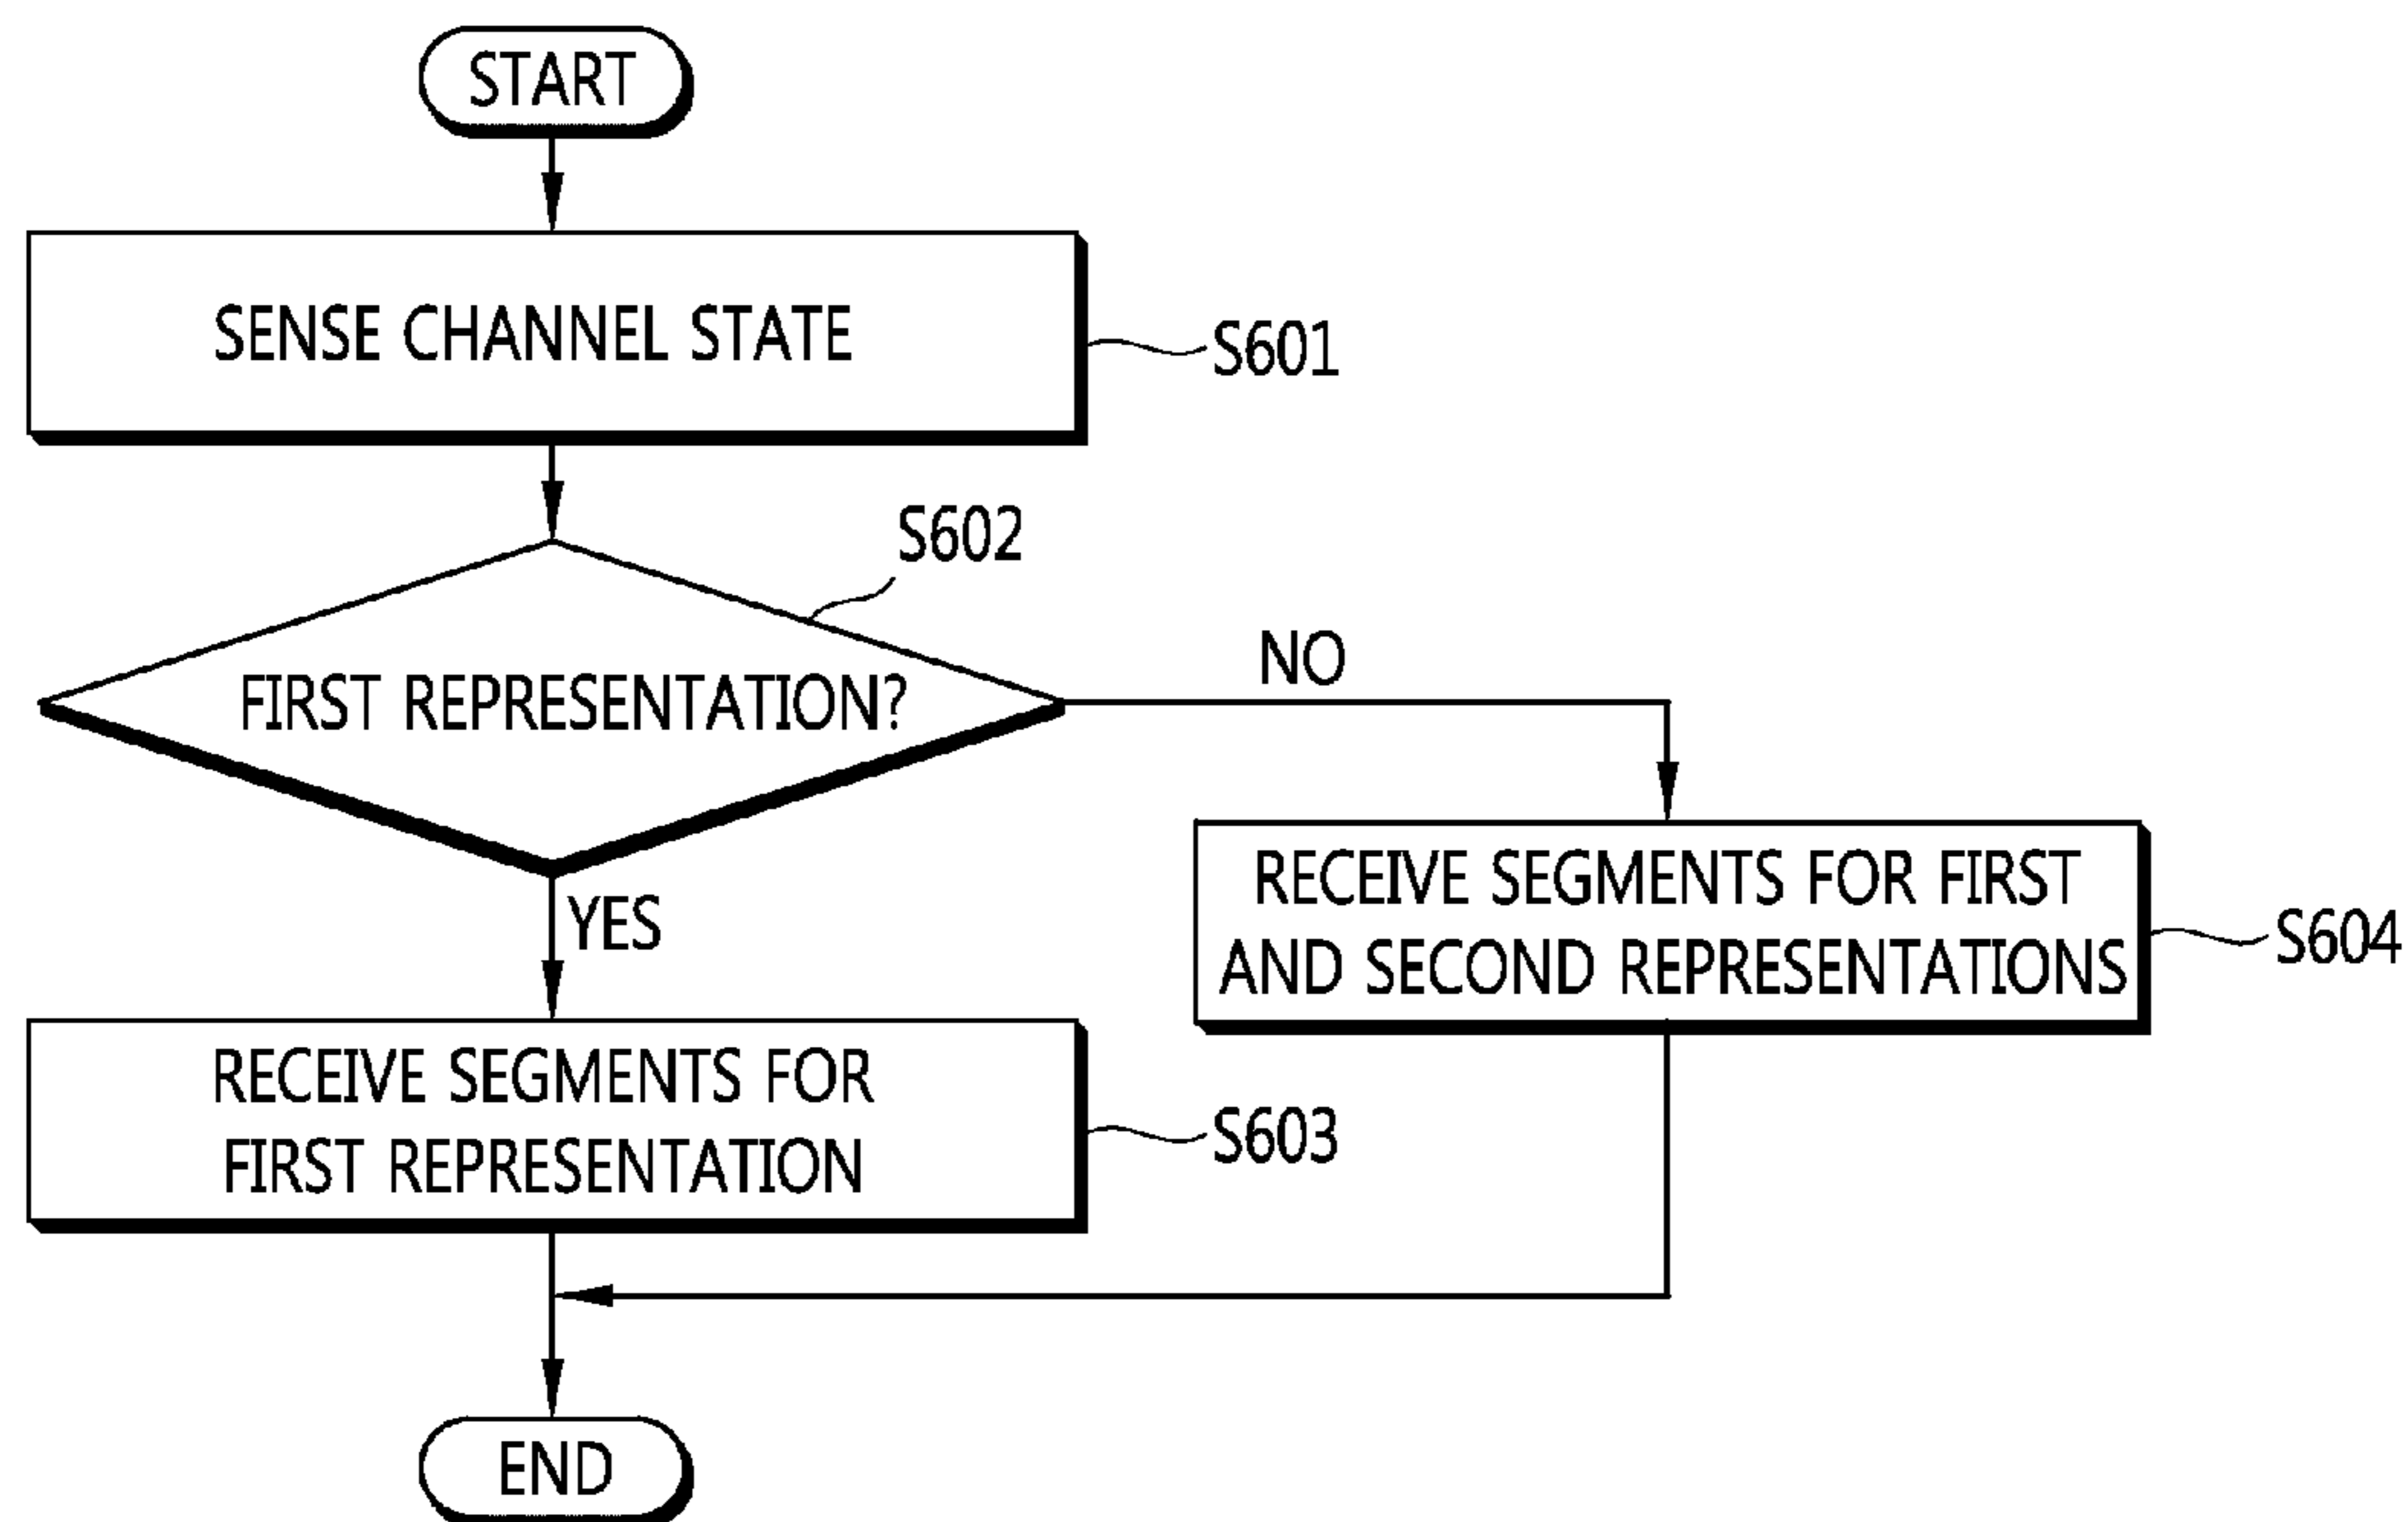 START
SENSE CHANNEL STATE
S601
S602
FIRST REPRESENTATION?
NO
YES
RECEIVE SEGMENTS FOR FIRST
AND SECOND REPRESENTATIONS
S604
RECEIVE SEGMENTS FOR
FIRST REPRESENTATION
S603
END